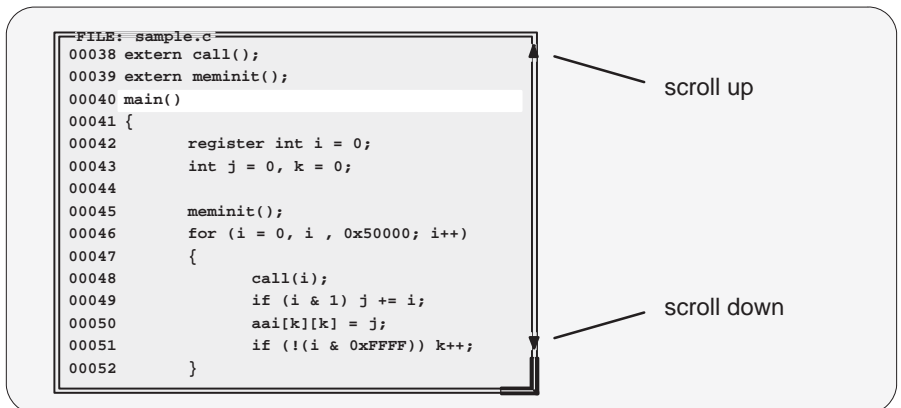 FILE: sample.c
00038 extern call();
00039 extern meminit();
00040 main()
00041 {
00042 register int i = 0;
00043 int j = 0, k = 0;
00044
00045 meminit();
00046 for (i = 0, i , 0x50000; i++)
00047 {
00048 call(i);
00049 if (i & 1) j += i;
00050 aai[k][k] = j;
00051 if (!(i & 0xFFFF)) k++;
00052 }
scroll up
scroll down